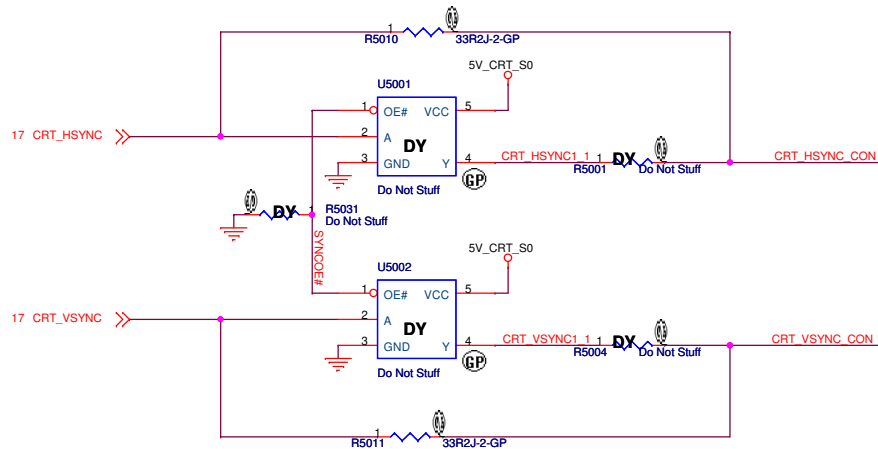 1
R5010
33R2J-2-GP
5V_CRT_S0
U5001
1 OE# VCC 5
17 CRT_HSYNC
2 A
DY
3 GND Y 4
CRT_HSYNC1_1 1 DY
CRT_HSYNC_CON
R5001 Do Not Stuff
GP
Do Not Stuff
DY 1 R5031
Do Not Stuff
SYNCOE#
5V_CRT_S0
U5002
1 OE# VCC 5
17 CRT_VSYNC
2 A
DY
3 GND Y 4
CRT_VSYNC1_1 1 DY
CRT_VSYNC_CON
R5004 Do Not Stuff
GP
Do Not Stuff
1
R5011
33R2J-2-GP